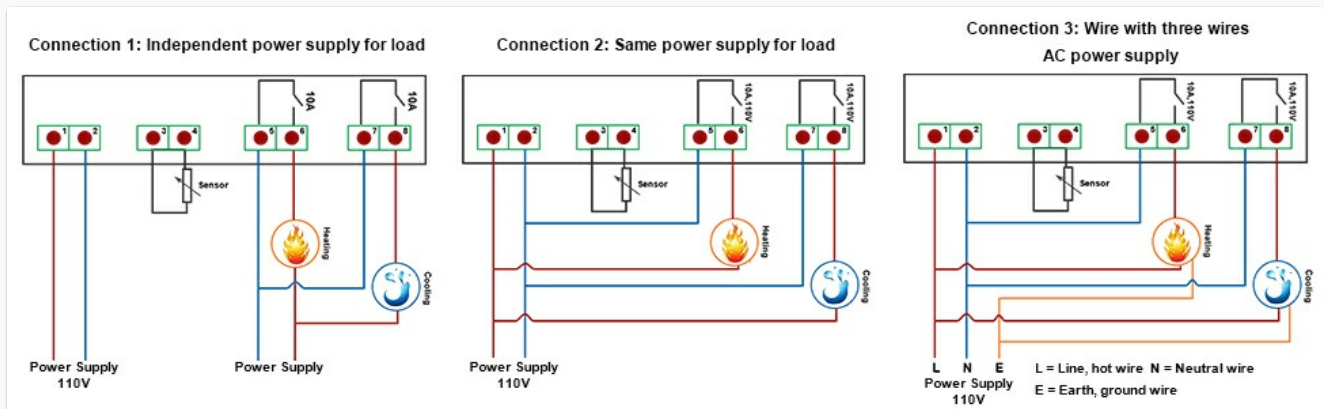 Connection 1: Independent power supply for load
10A
10A
1
2
3
4
5
6
7
8
Sensor
Heating
Cooling
Power Supply
110V
Power Supply
Connection 2: Same power supply for load
10A,110V
10A,110V
1
2
3
4
5
6
7
8
Sensor
Heating
Cooling
Power Supply
110V
Connection 3: Wire with three wires
AC power supply
10A,110V
10A,110V
1
2
3
4
5
6
7
8
Sensor
Heating
Cooling
L N E
Power Supply
110V
L = Line, hot wire N = Neutral wire
E = Earth, ground wire